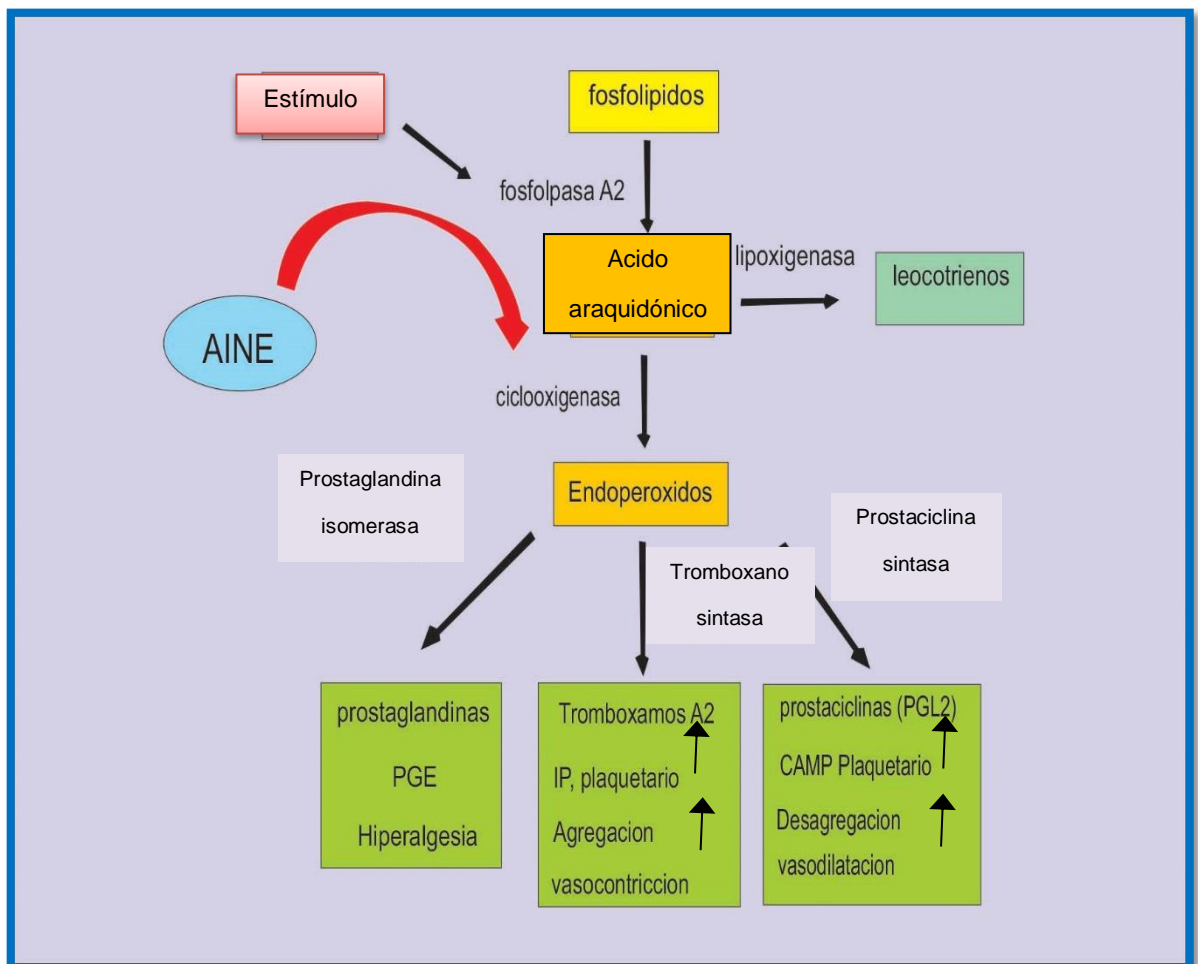 Estímulo
fosfolipidos
fosfolpasa A2
Acido
araquidónico
lipoxigenasa
leocotrienos
AINE
ciclooxigenasa
Endoperoxidos
Prostaglandina
isomerasa
Tromboxano
sintasa
Prostaciclina
sintasa
prostaglandinas
PGE
Hiperalgesia
Tromboxamos A2
IP, plaquetario
Agregacion
vasocontriccion
prostaciclinas (PGL2)
CAMP Plaquetario
Desagregacion
vasodilatacion